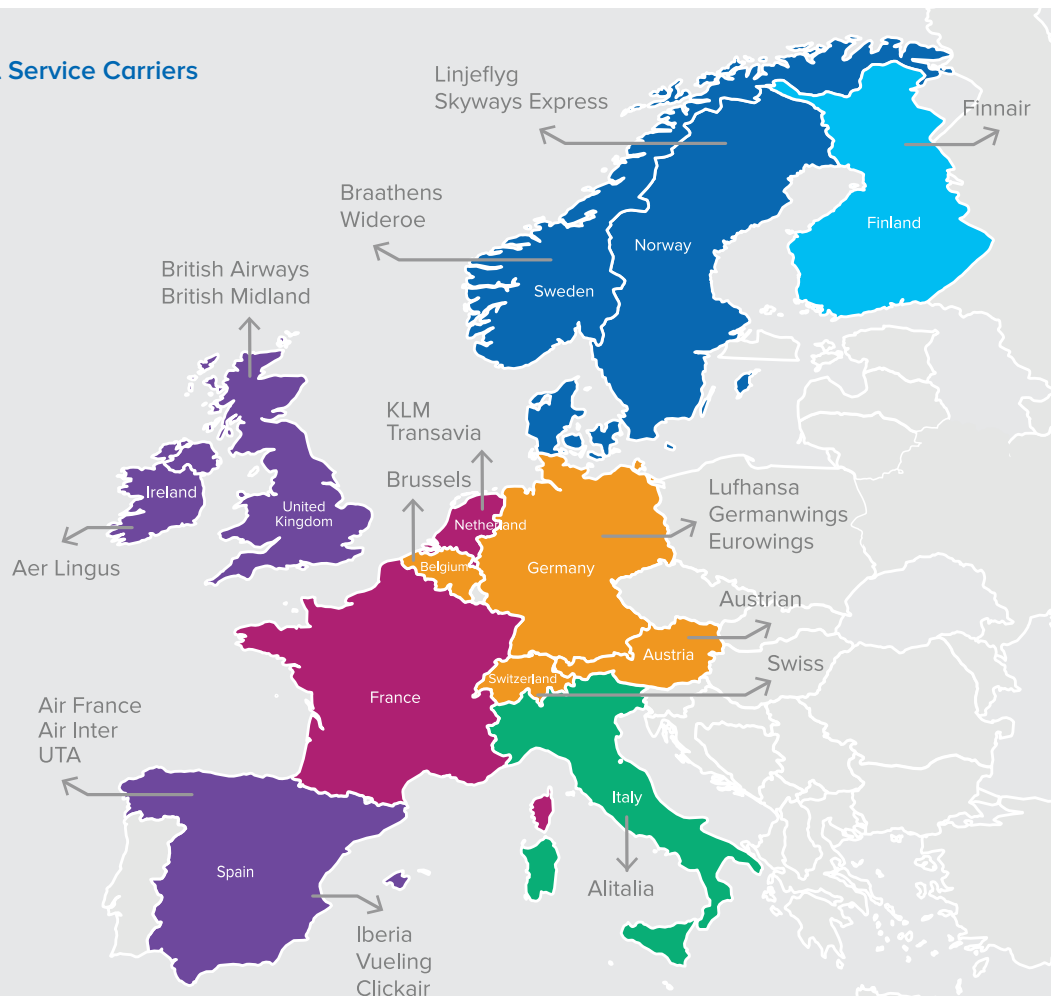 Service Carriers
Linjeflyg
Skyways Express
Finnair
Braathens
Wideroe
Norway
Finland
British Airways
British Midland
Sweden
KLM
Transavia
Brussels
Ireland
United
Kingdom
Netherland
Lufhansa
Germanwings
Eurowings
Aer Lingus
Belgium
Germany
Austrian
Austria
Swiss
Switzerland
France
Air France
Air Inter
UTA
Italy
Spain
Alitalia
Iberia
Vueling
Clickair